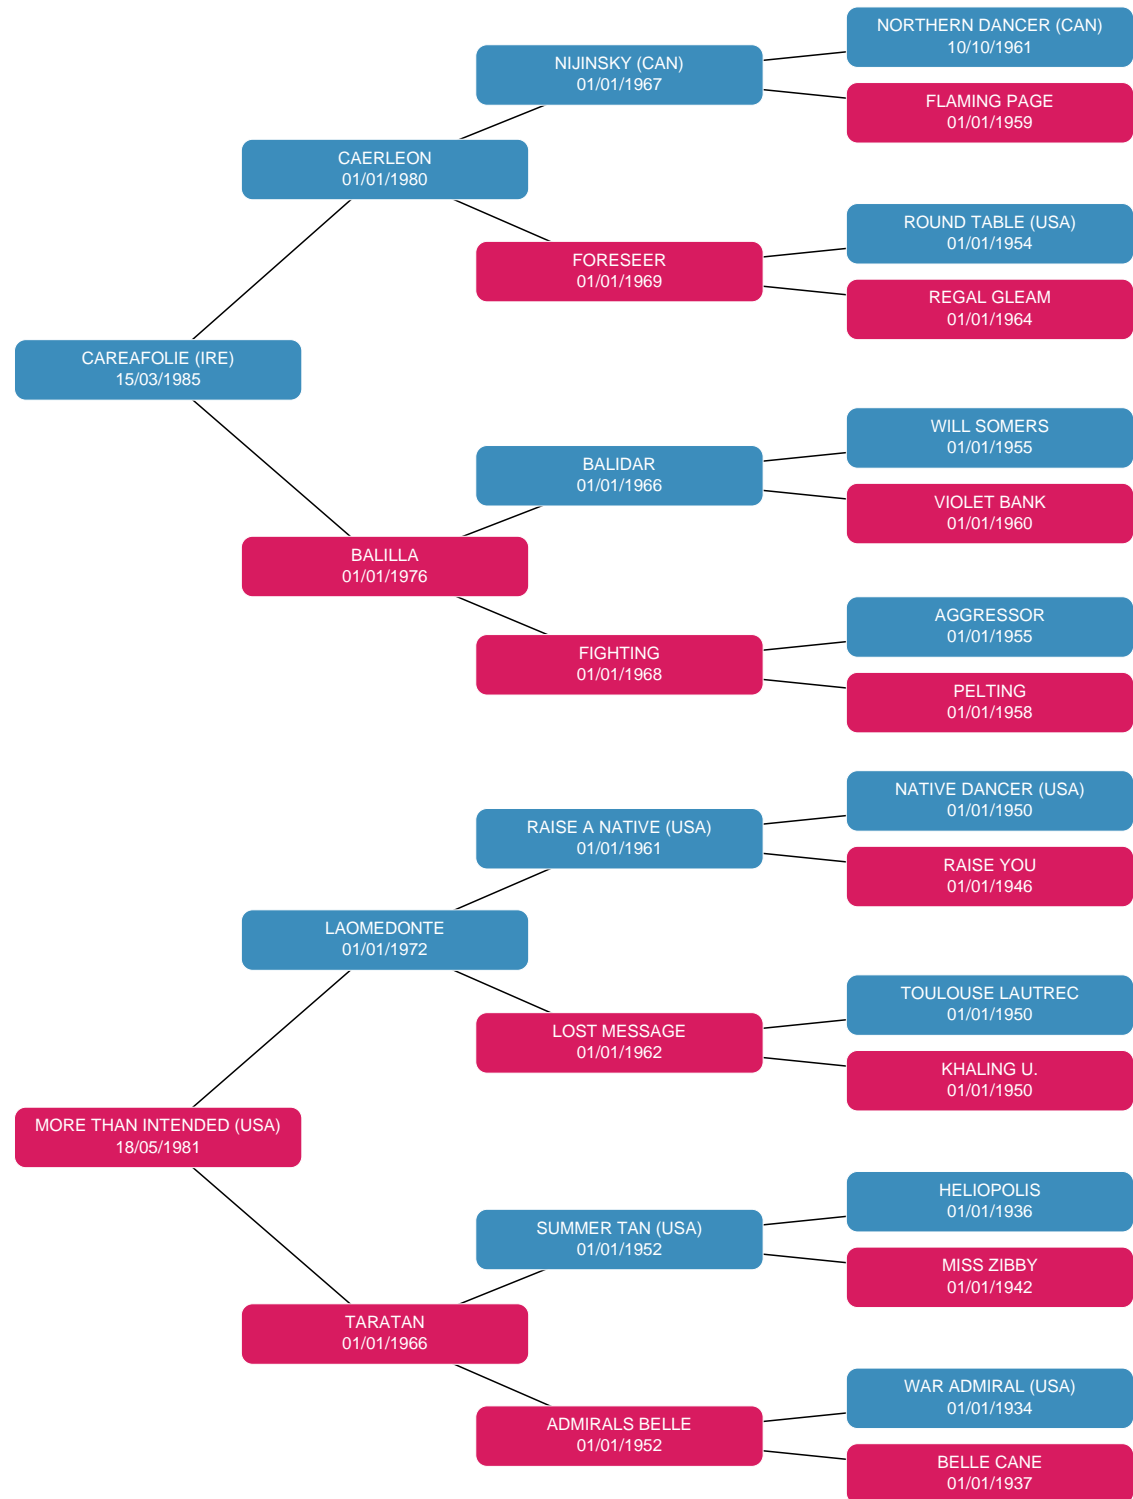 NORTHERN DANCER (CAN)
10/10/1961
NIJINSKY (CAN)
01/01/1967
FLAMING PAGE
01/01/1959
CAERLEON
01/01/1980
ROUND TABLE (USA)
01/01/1954
FORESEER
01/01/1969
REGAL GLEAM
01/01/1964
CAREAFOLIE (IRE)
15/03/1985
WILL SOMERS
01/01/1955
BALIDAR
01/01/1966
VIOLET BANK
01/01/1960
BALILLA
01/01/1976
AGGRESSOR
01/01/1955
FIGHTING
01/01/1968
PELTING
01/01/1958
NATIVE DANCER (USA)
01/01/1950
RAISE A NATIVE (USA)
01/01/1961
RAISE YOU
01/01/1946
LAOMEDONTE
01/01/1972
TOULOUSE LAUTREC
01/01/1950
LOST MESSAGE
01/01/1962
KHALING U.
01/01/1950
MORE THAN INTENDED (USA)
18/05/1981
HELIOPOLIS
01/01/1936
SUMMER TAN (USA)
01/01/1952
MISS ZIBBY
01/01/1942
TARATAN
01/01/1966
WAR ADMIRAL (USA)
01/01/1934
ADMIRALS BELLE
01/01/1952
BELLE CANE
01/01/1937